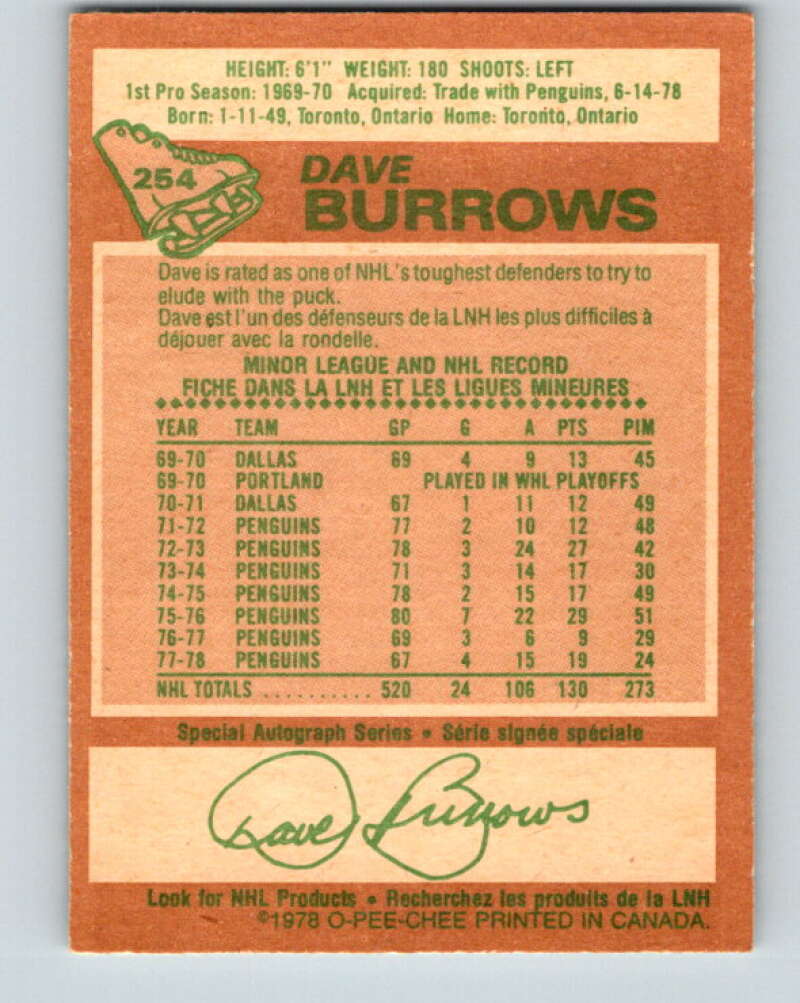 HEIGHT: 6'1" WEIGHT: 180 SHOOTS: LEFT
1st Pro Season: 1969-70 Acquired: Trade with Penguins, 6-14-78
Born: 1-11-49, Toronto, Ontario Home: Toronto, Ontario
254
DAVE
BURROWS
Dave is rated as one of NHL's toughest defenders to try to
elude with the puck.
Dave est l'un des défenseurs de la LNH les plus difficiles à
déjouer avec la rondelle.
MINOR LEAGUE AND NHL RECORD
FICHE DANS LA LNH ET LES LIGUES MINEURES
YEAR TEAM GP G A PTS PIM
69-70 DALLAS 69 4 9 13 45
69-70 PORTLAND PLAYED IN WHL PLAYOFFS
70-71 DALLAS 67 1 11 12 49
71-72 PENGUINS 77 2 10 12 48
72-73 PENGUINS 78 3 24 27 42
73-74 PENGUINS 71 3 14 17 30
74-75 PENGUINS 78 2 15 17 49
75-76 PENGUINS 80 7 22 29 51
76-77 PENGUINS 69 3 6 9 29
77-78 PENGUINS 67 4 15 19 24
NHL TOTALS .......... 520 24 106 130 273
Special Autograph Series • Série signée spéciale
Dave Burrows
Look for NHL Products • Recherchez les produits de la LNH
©1978 O-PEE-CHEE PRINTED IN CANADA.